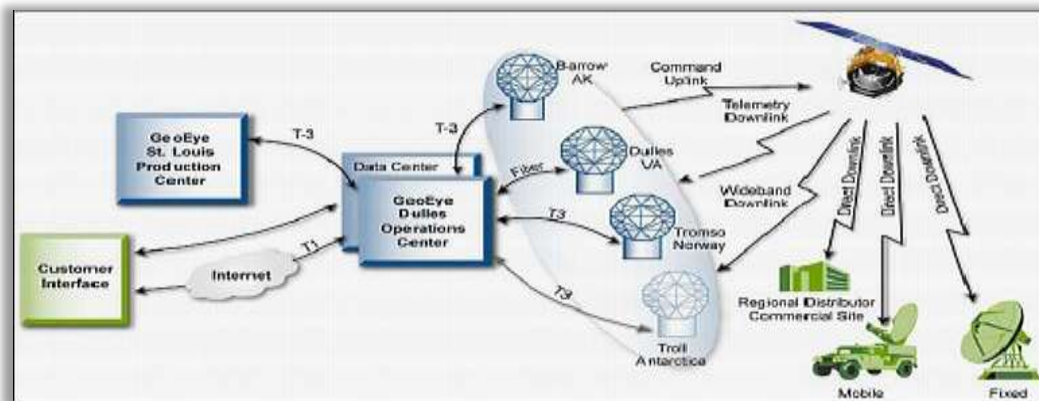 Barrow
AK
Command
Uplink
Telemetry
Downlink
GeoEye
St. Louis
Production
Center
T-3
T-3
Data Center
Fiber
Dulles
VA
Wideband
Downlink
Direct Downlink
Direct Downlink
Direct Downlink
GeoEye
Dulles
Operations
Center
T3
Tromso
Norway
Customer
Interface
Internet
T1
T3
Troll
Antarctica
Regional Distributor
Commercial Site
Mobile
Fixed